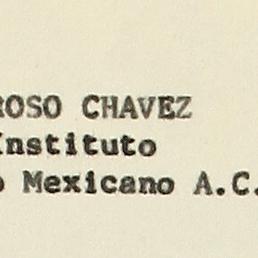 ROSO CHAVEZ
Instituto
o Mexicano A.C.